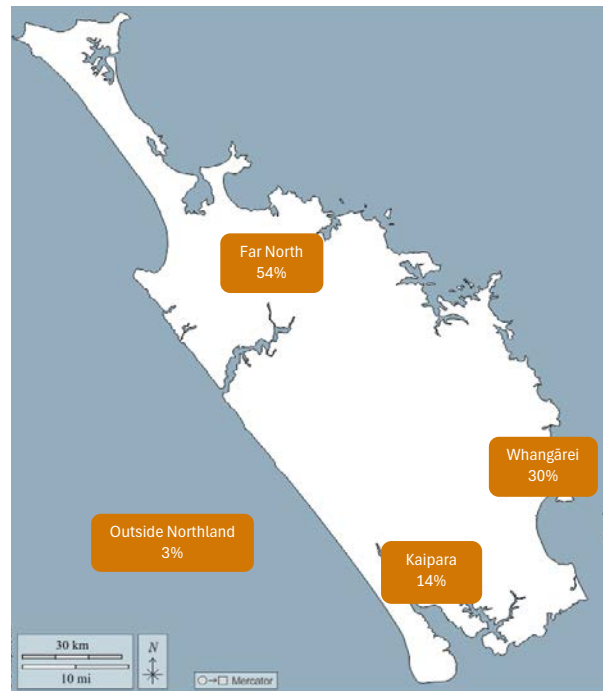 Far North
54%
Whangārei
30%
Outside Northland
3%
Kaipara
14%
30 km
10 mi
N
Mercator